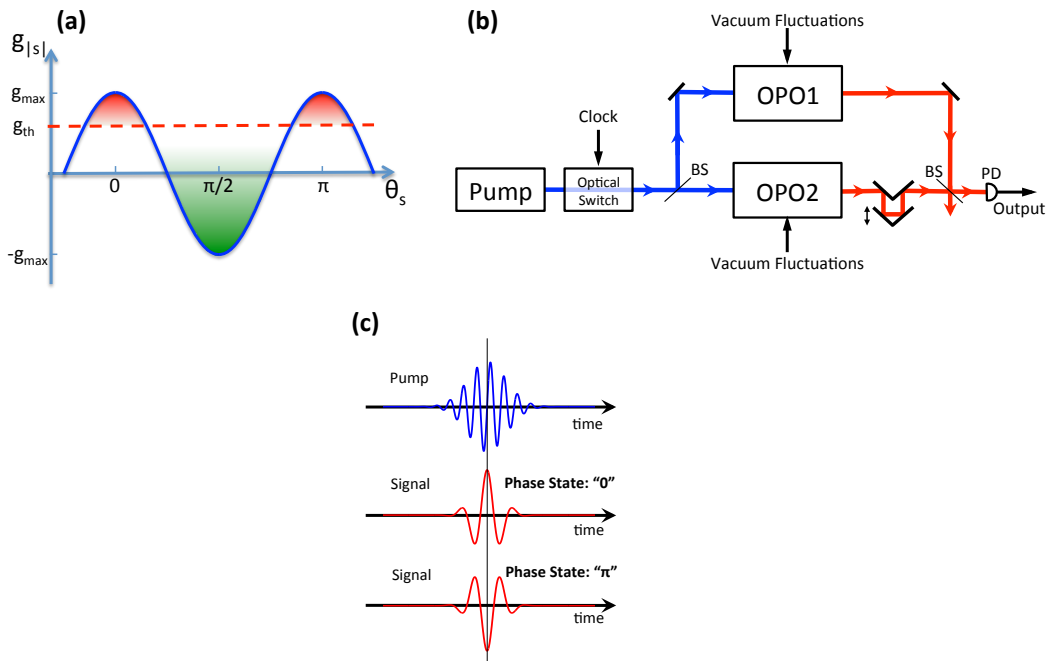 (a)
g|s|
gmax
gth
0
π/2
π
θs
-gmax
(b)
Vacuum Fluctuations
OPO1
Clock
Pump
Optical
Switch
BS
OPO2
BS
PD
Output
Vacuum Fluctuations
(c)
Pump
time
Signal
Phase State: “0”
time
Signal
Phase State: “π”
time